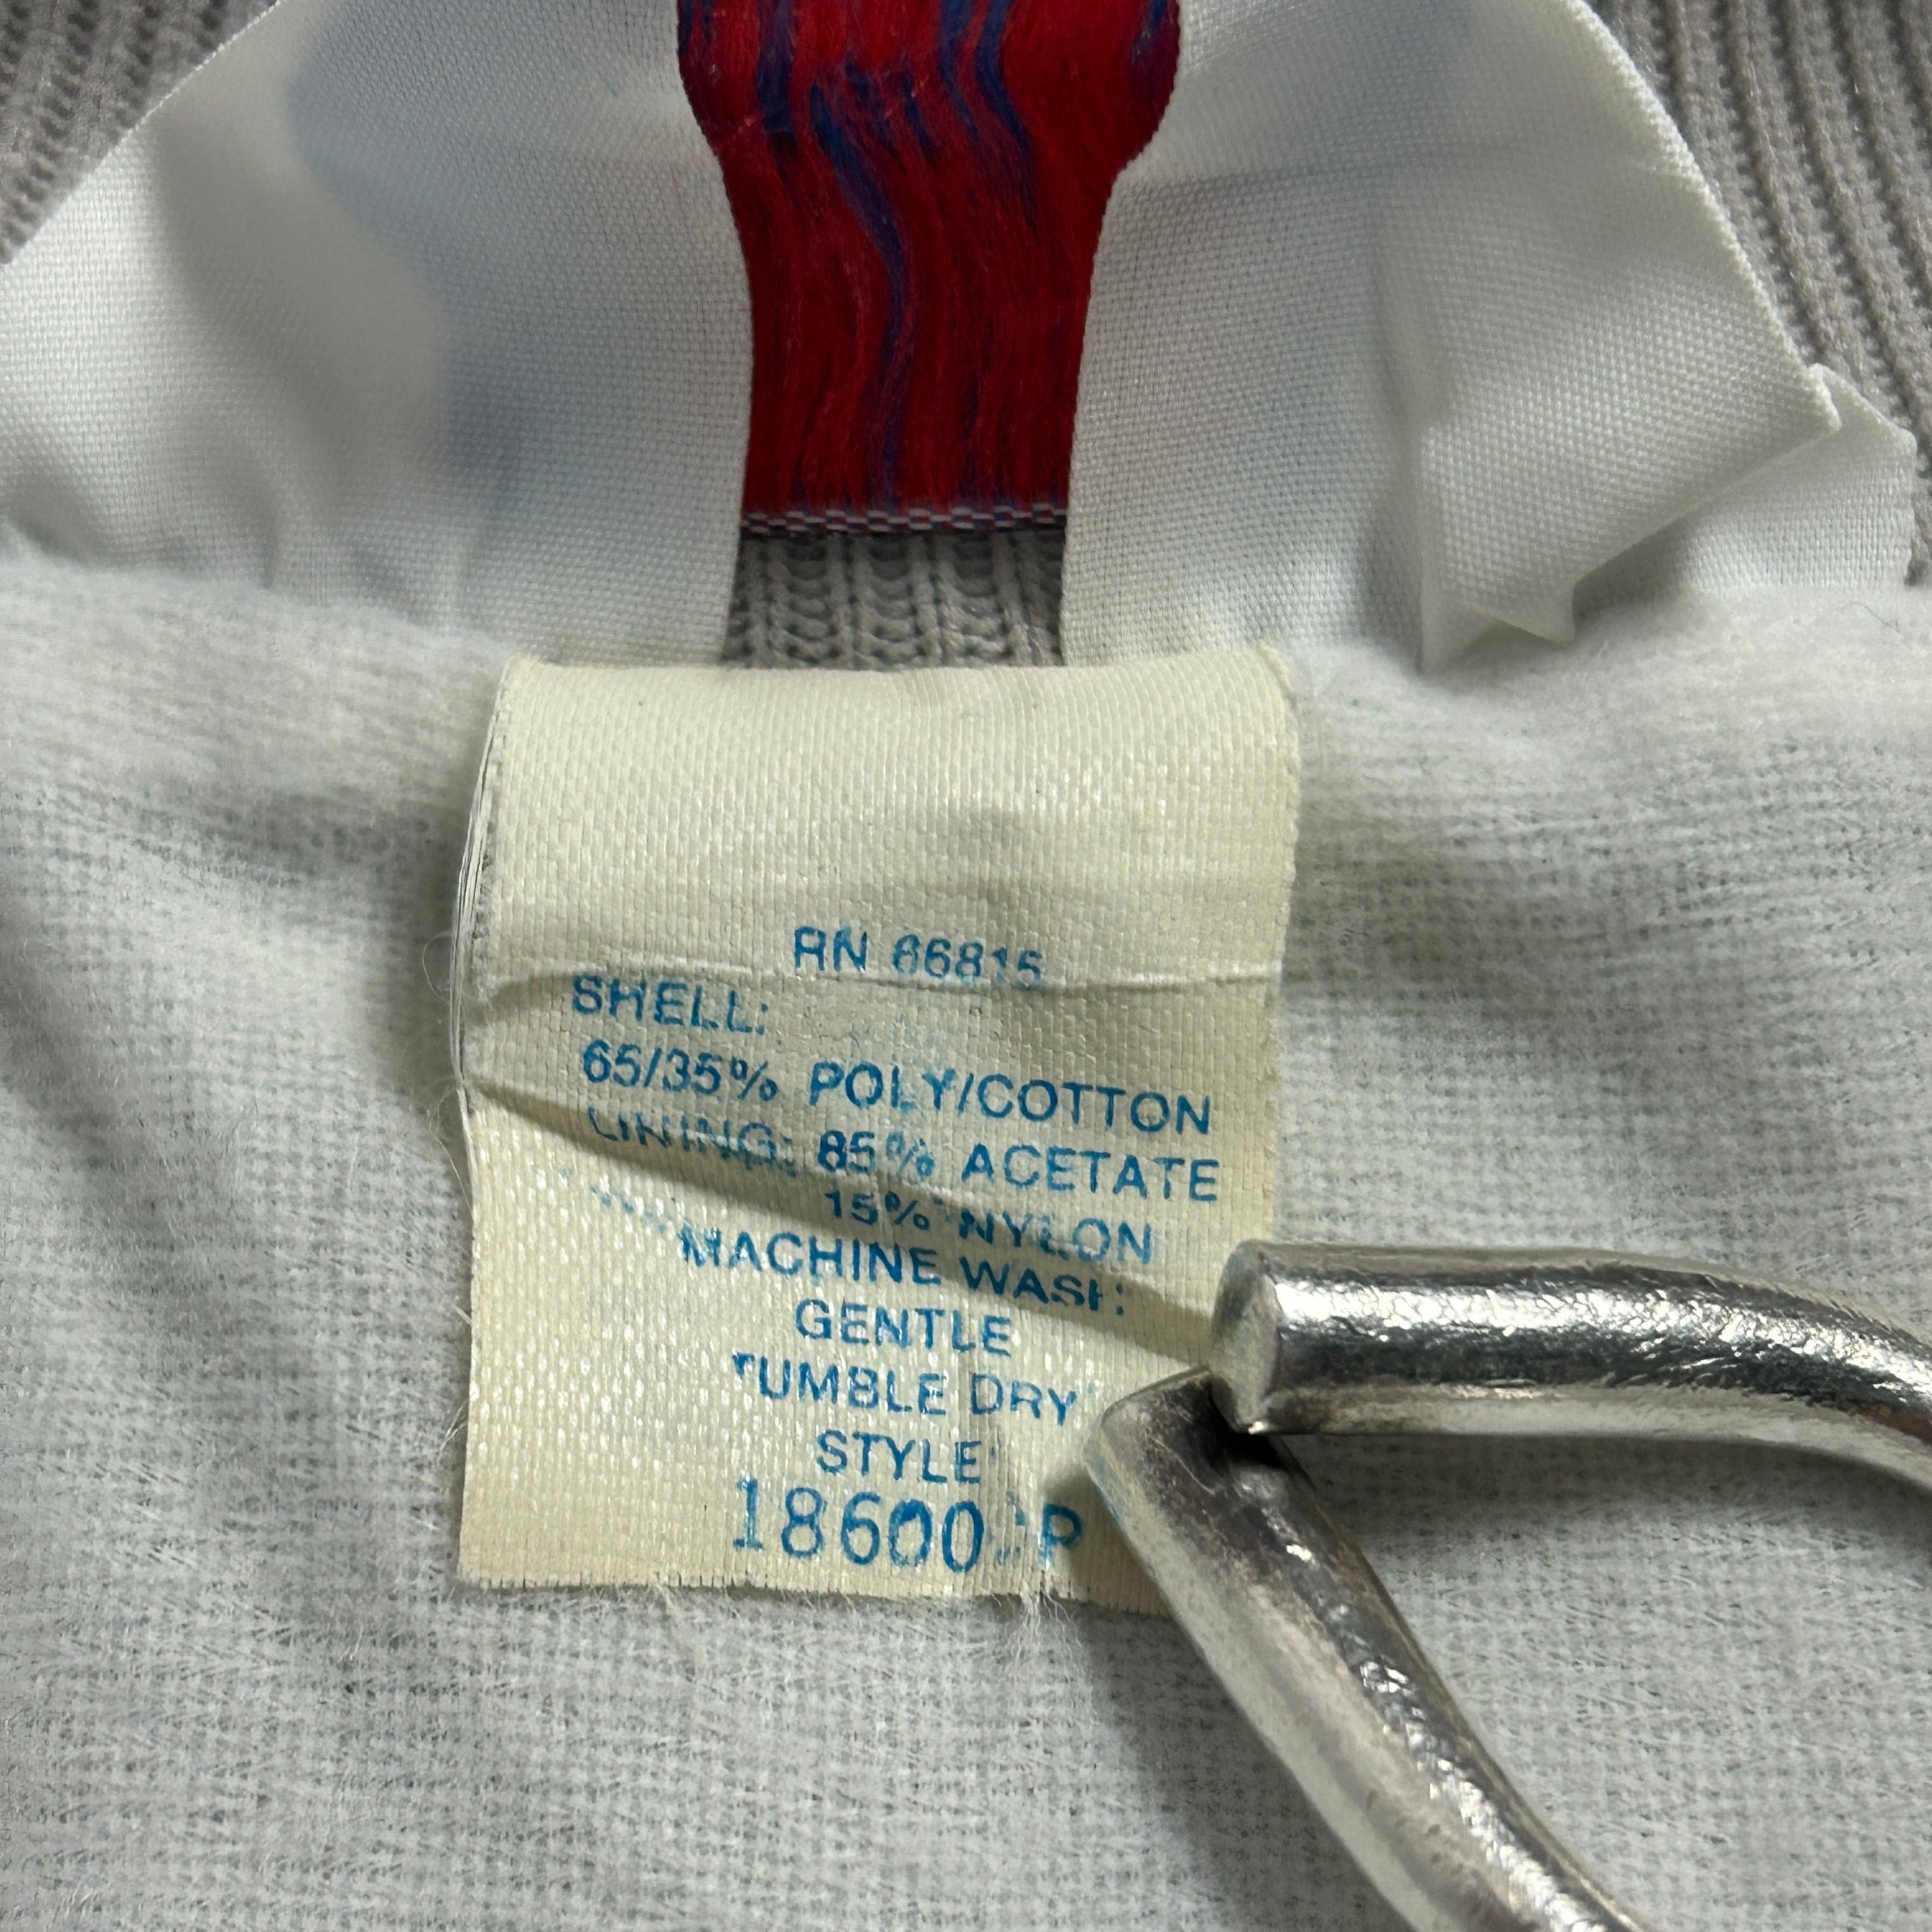 RN 66815
SHELL:
65/35% POLY/COTTON
LINING: 85% ACETATE
15% NYLON
MACHINE WASH:
GENTLE
TUMBLE DRY
STYLE
18600 P